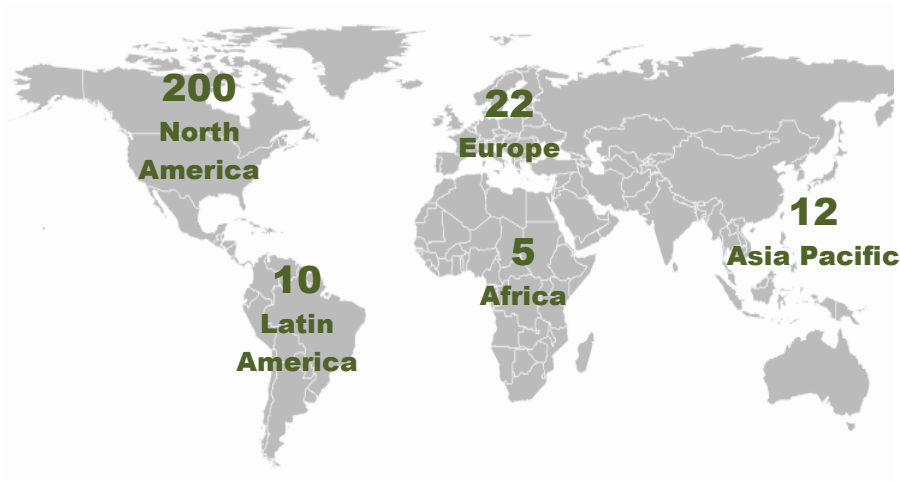 200
North
America
22
Europe
12
Asia Pacific
5
Africa
10
Latin
America